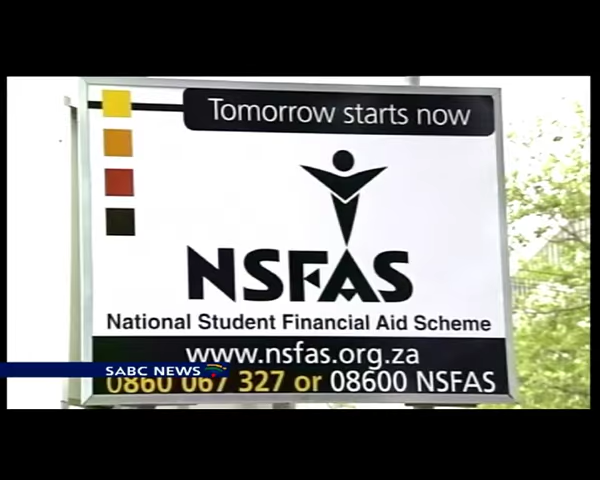 Tomorrow starts now
NSFAS
National Student Financial Aid Scheme
www.nsfas.org.za
SABC NEWS
0860 067 327 or 08600 NSFAS